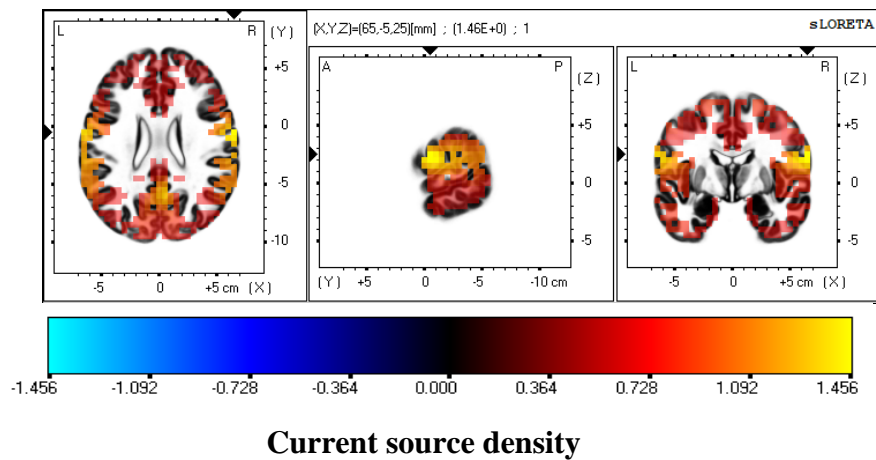 (X,Y,Z)=(65,-5,25)[mm] ; (1.46E+0) ; 1
sLORETA
L R (Y)
+5
0
-5
-10
-5 0 +5 cm (X)
A P (Z)
+5
0
-5
(Y) +5 0 -5 -10 cm
L R (Z)
+5
0
-5
-5 0 +5 cm (X)
-1.456 -1.092 -0.728 -0.364 0.000 0.364 0.728 1.092 1.456
Current source density